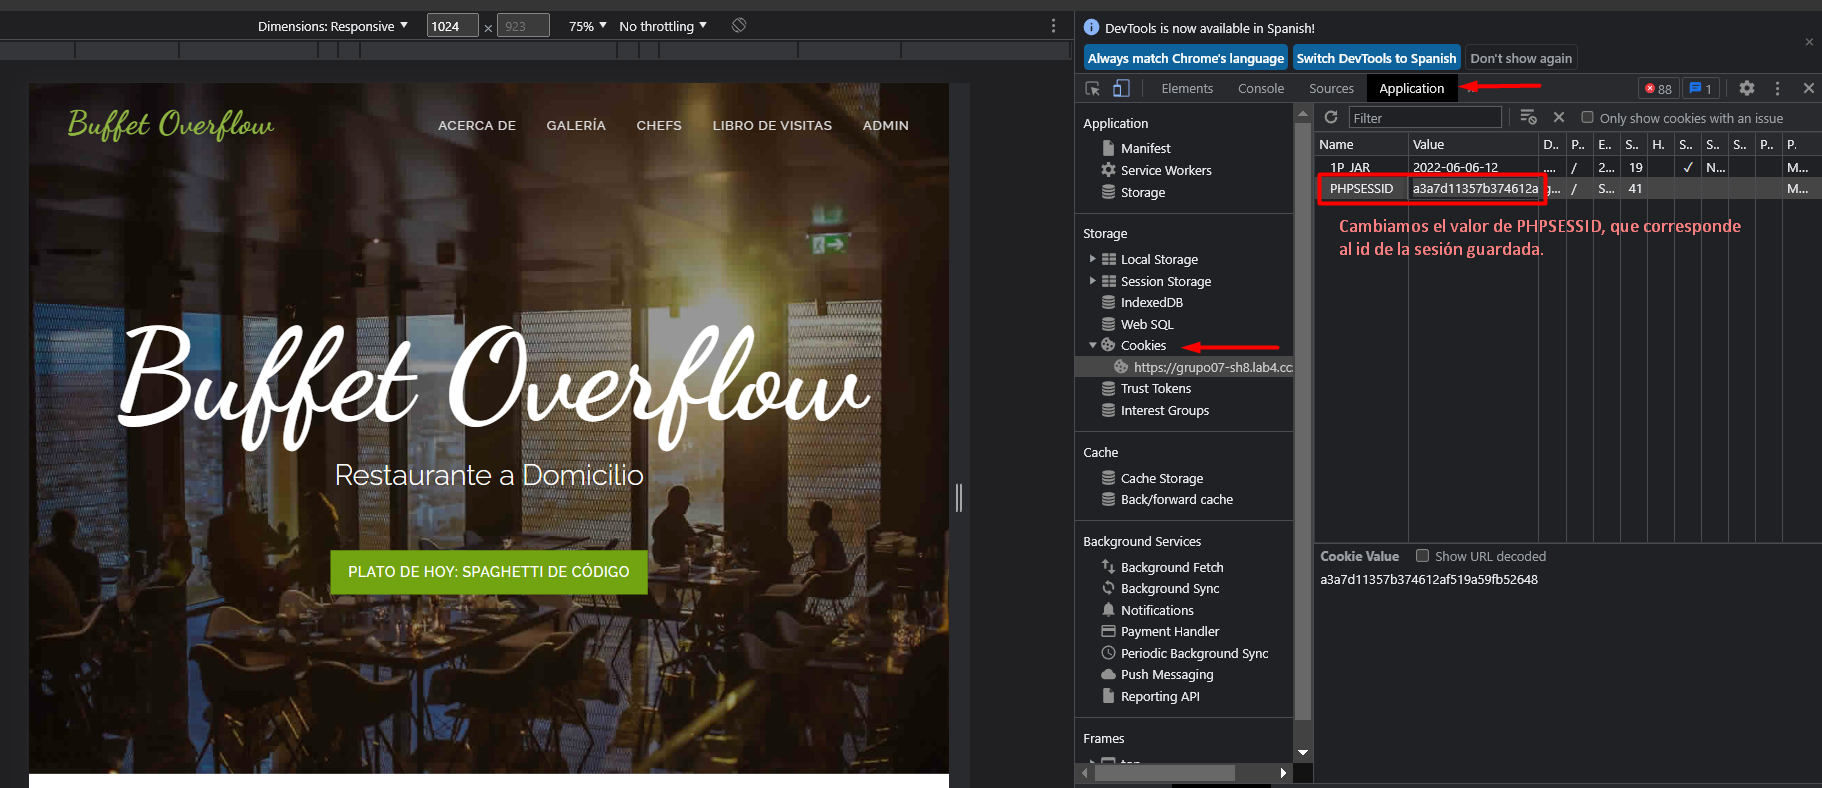 Dimensions: Responsive 1024 × 923 75% No throttling
Buffet Overflow
ACERCA DE GALERÍA CHEFS LIBRO DE VISITAS ADMIN
Buffet Overflow
Restaurante a Domicilio
PLATO DE HOY: SPAGHETTI DE CÓDIGO
DevTools is now available in Spanish!
Always match Chrome's language Switch DevTools to Spanish Don't show again
Elements Console Sources Application 88 1
Application
Manifest
Service Workers
Storage
Storage
Local Storage
Session Storage
IndexedDB
Web SQL
Cookies
https://grupo07-sh8.lab4.cc
Trust Tokens
Interest Groups
Cache
Cache Storage
Back/forward cache
Background Services
Background Fetch
Background Sync
Notifications
Payment Handler
Periodic Background Sync
Push Messaging
Reporting API
Frames
top
Filter Only show cookies with an issue
Name Value D.. P.. E.. S.. H. S.. S.. S.. P.. P.
1P_JAR 2022-06-06-12 .... / 2... 19 ✓ N... M...
PHPSESSID a3a7d11357b374612a g... / S... 41 M...
Cambiamos el valor de PHPSESSID, que corresponde
al id de la sesión guardada.
Cookie Value Show URL decoded
a3a7d11357b374612af519a59fb52648